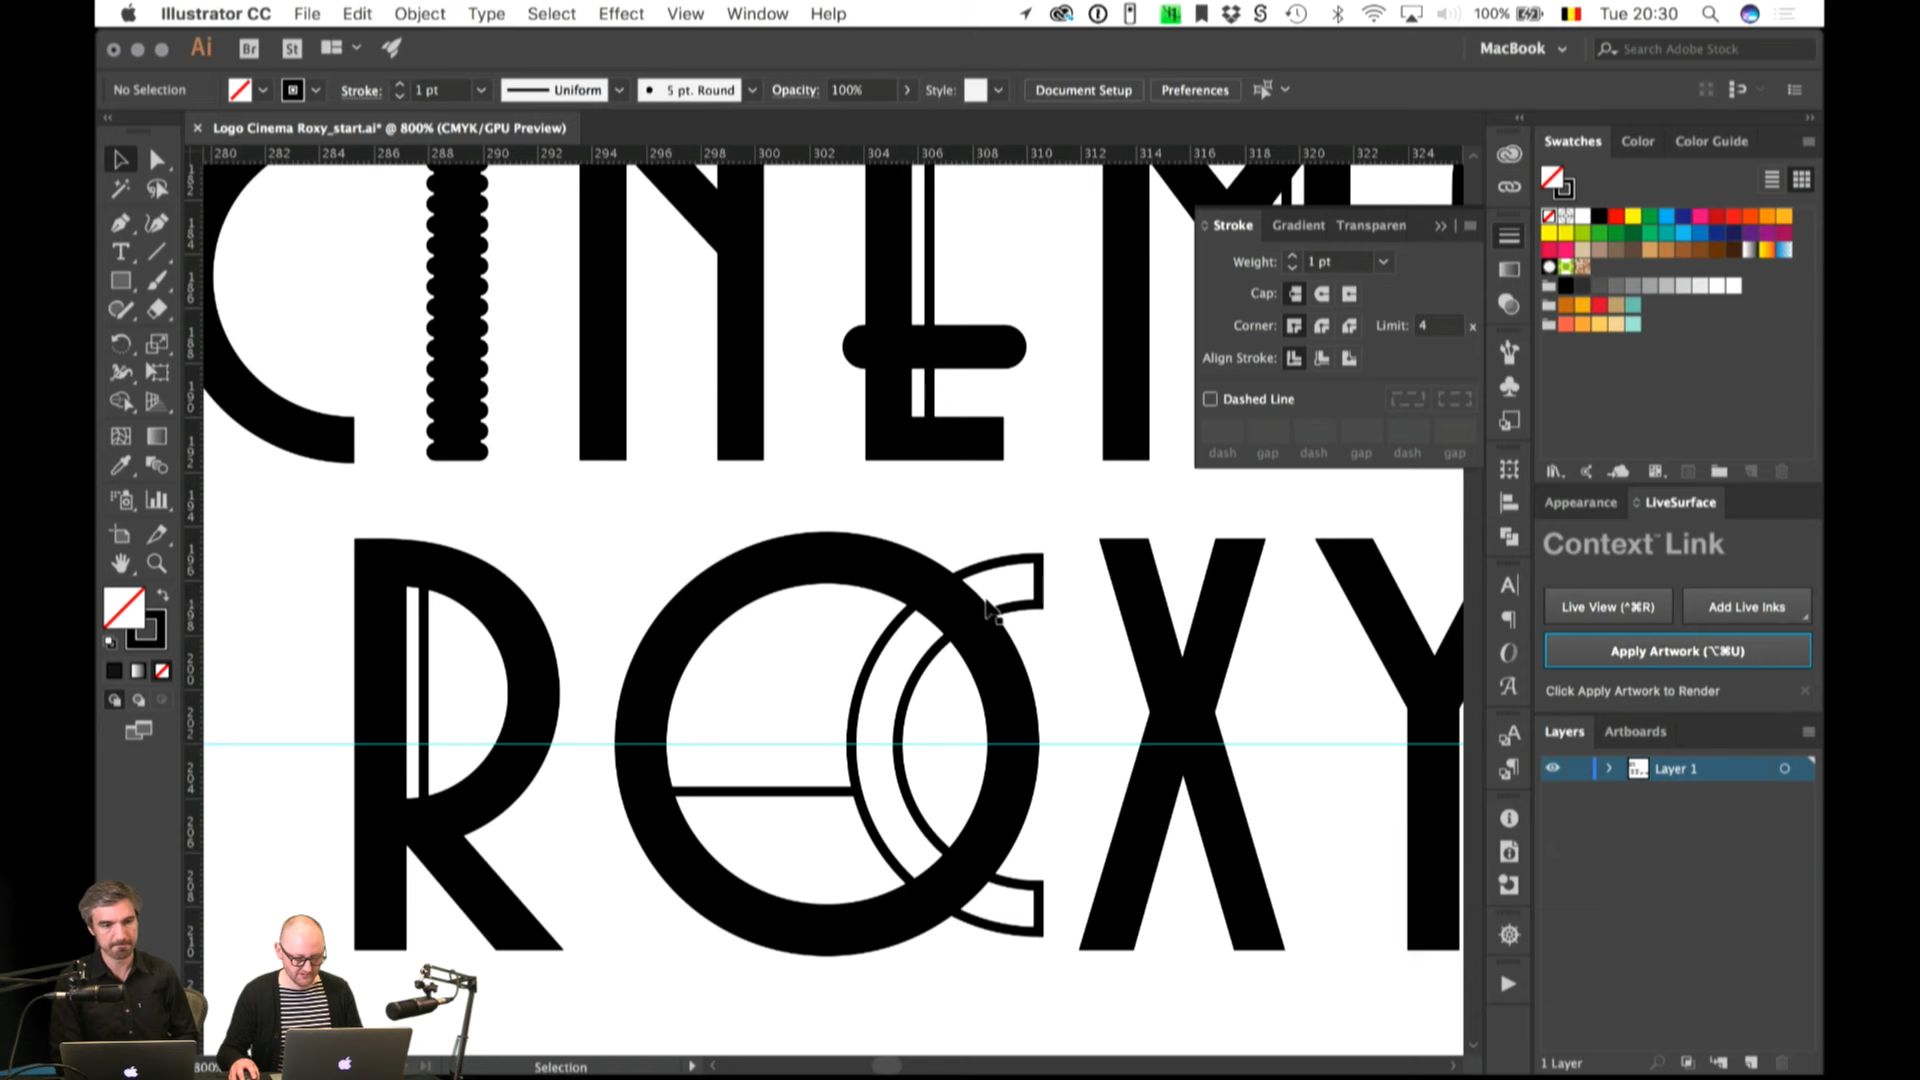 Illustrator CC File Edit Object Type Select Effect View Window Help 100% Tue 20:30
Ai Br St MacBook Search Adobe Stock
No Selection Stroke: 1 pt Uniform 5 pt. Round Opacity: 100% Style: Document Setup Preferences
Logo Cinema Roxy_start.ai* @ 800% (CMYK/GPU Preview)
280 282 284 286 288 290 292 294 296 298 300 302 304 306 308 310 312 314 316 318 320 322 324
Swatches Color Color Guide
CINEM
Stroke Gradient Transparen
Weight: 1 pt
Cap:
Corner: Limit: 4 x
Align Stroke:
Dashed Line
dash gap dash gap dash gap
Appearance LiveSurface
Context™ Link
Live View (^⌘R) Add Live Inks
Apply Artwork (⌥⌘U)
Click Apply Artwork to Render
Layers Artboards
Layer 1
ROXY
800% Selection
1 Layer